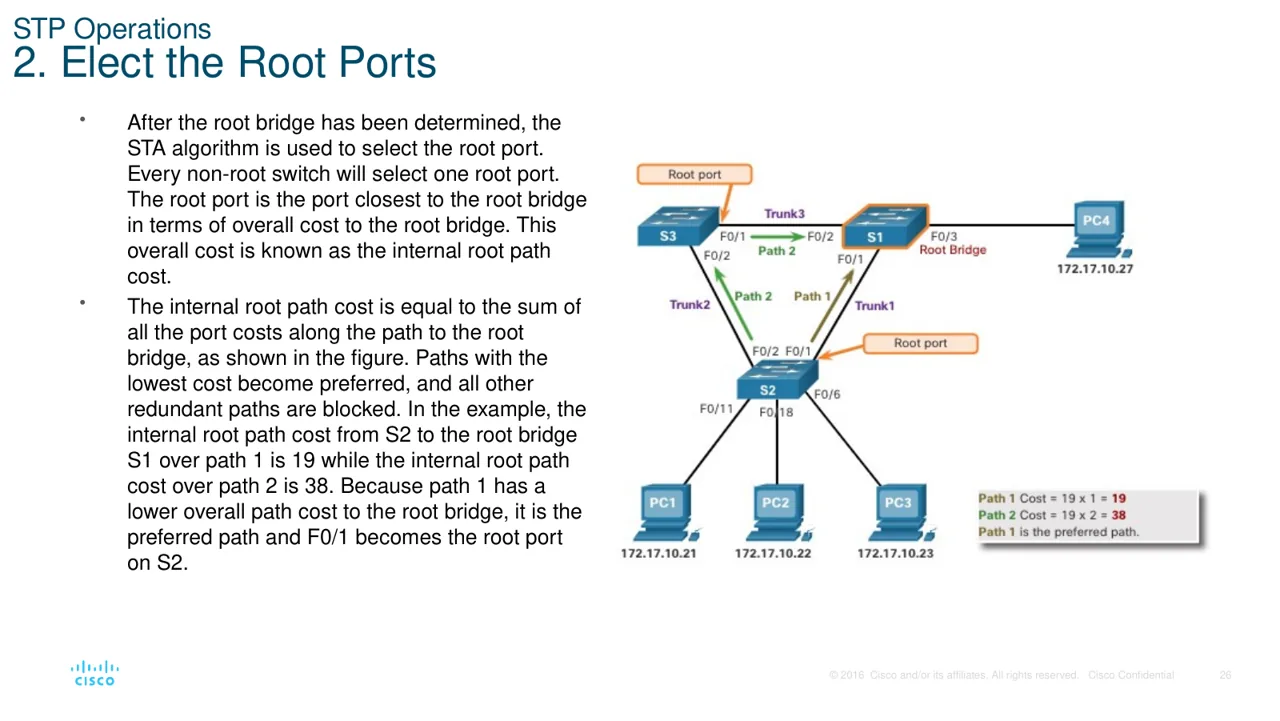 STP Operations
2. Elect the Root Ports
• After the root bridge has been determined, the
STA algorithm is used to select the root port.
Every non-root switch will select one root port.
The root port is the port closest to the root bridge
in terms of overall cost to the root bridge. This
overall cost is known as the internal root path
cost.
• The internal root path cost is equal to the sum of
all the port costs along the path to the root
bridge, as shown in the figure. Paths with the
lowest cost become preferred, and all other
redundant paths are blocked. In the example, the
internal root path cost from S2 to the root bridge
S1 over path 1 is 19 while the internal root path
cost over path 2 is 38. Because path 1 has a
lower overall path cost to the root bridge, it is the
preferred path and F0/1 becomes the root port
on S2.
Root port
Trunk3
PC4
S3
F0/1
F0/2
S1
F0/3
Path 2
Root Bridge
F0/2
F0/1
172.17.10.27
Trunk2
Path 2
Path 1
Trunk1
Root port
F0/2
F0/1
S2
F0/6
F0/11
F0/18
PC1
PC2
PC3
172.17.10.21
172.17.10.22
172.17.10.23
Path 1 Cost = 19 x 1 = 19
Path 2 Cost = 19 x 2 = 38
Path 1 is the preferred path.
CISCO
© 2016 Cisco and/or its affiliates. All rights reserved. Cisco Confidential
26